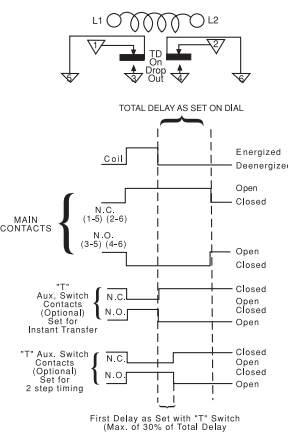 L1 L2
1 2
TD
On
Drop
Out
5 3 4 6
TOTAL DELAY AS SET ON DIAL
Coil
Energized
Deenergized
MAIN
CONTACTS
N.C.
(1-5) (2-6)
Open
Closed
N.O.
(3-5) (4-6)
Open
Closed
"T"
Aux. Switch
Contacts
(Optional)
Set for
Instant Transfer
N.C.
N.O.
Closed
Open
Closed
Open
"T" Aux. Switch
Contacts
(Optional)
Set for
2 step timing
N.C.
N.O.
Closed
Open
Closed
Open
First Delay as Set with "T" Switch
(Max. of 30% of Total Delay